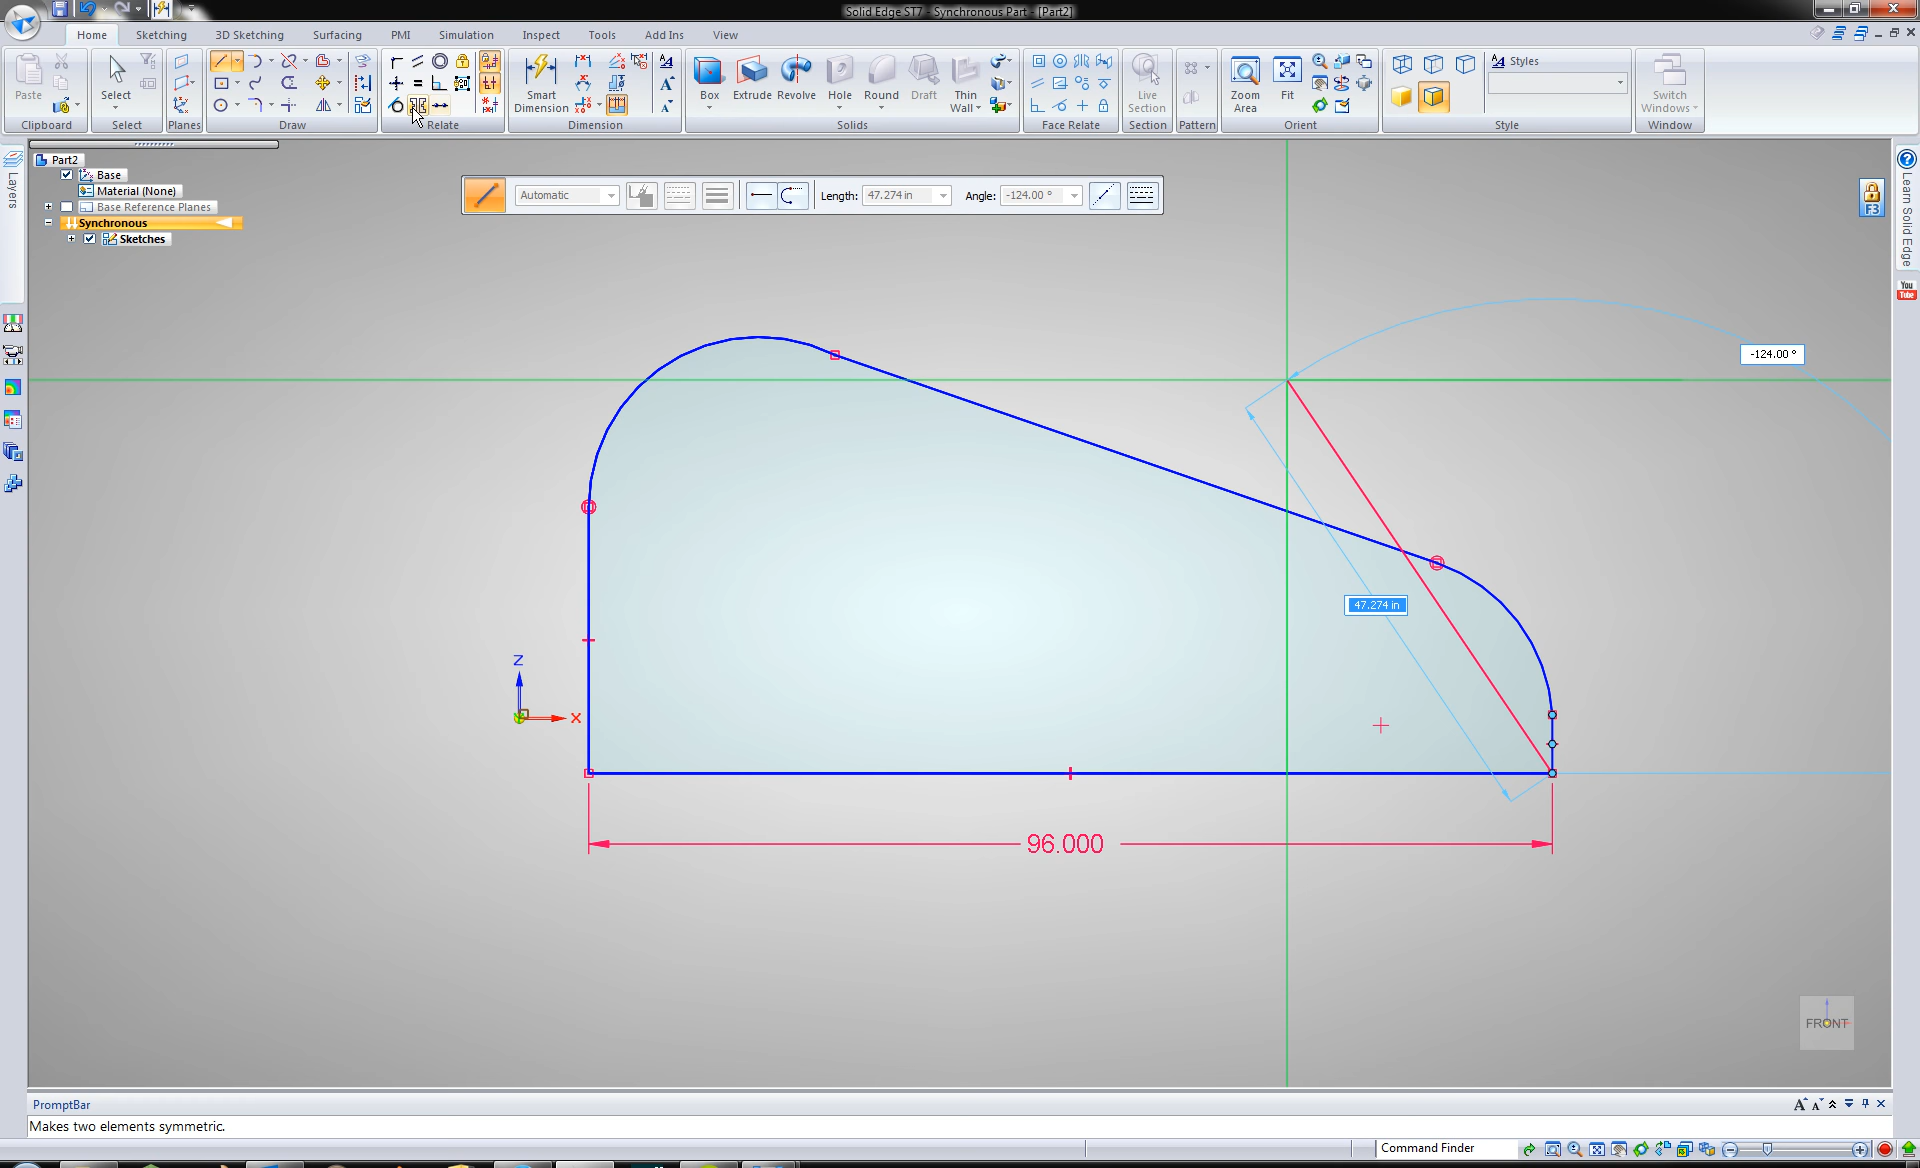 Solid Edge ST7 - Synchronous Part - [Part2]
Home Sketching 3D Sketching Surfacing PMI Simulation Inspect Tools Add Ins View
Paste
Clipboard
Select
Select
Planes
Draw
Relate
Smart Dimension
Dimension
Box
Extrude
Revolve
Hole
Round
Draft
Thin Wall
Solids
Face Relate
Live Section
Section
Pattern
Zoom Area
Fit
Orient
Styles
Style
Switch Windows
Window
Layers
Part2
Base
Material (None)
Base Reference Planes
Synchronous
Sketches
Automatic
Length: 47.274 in
Angle: -124.00 °
F3
Learn Solid Edge
You Tube
-124.00 °
47.274 in
Z
X
96.000
FRONT
PromptBar
Makes two elements symmetric.
Command Finder